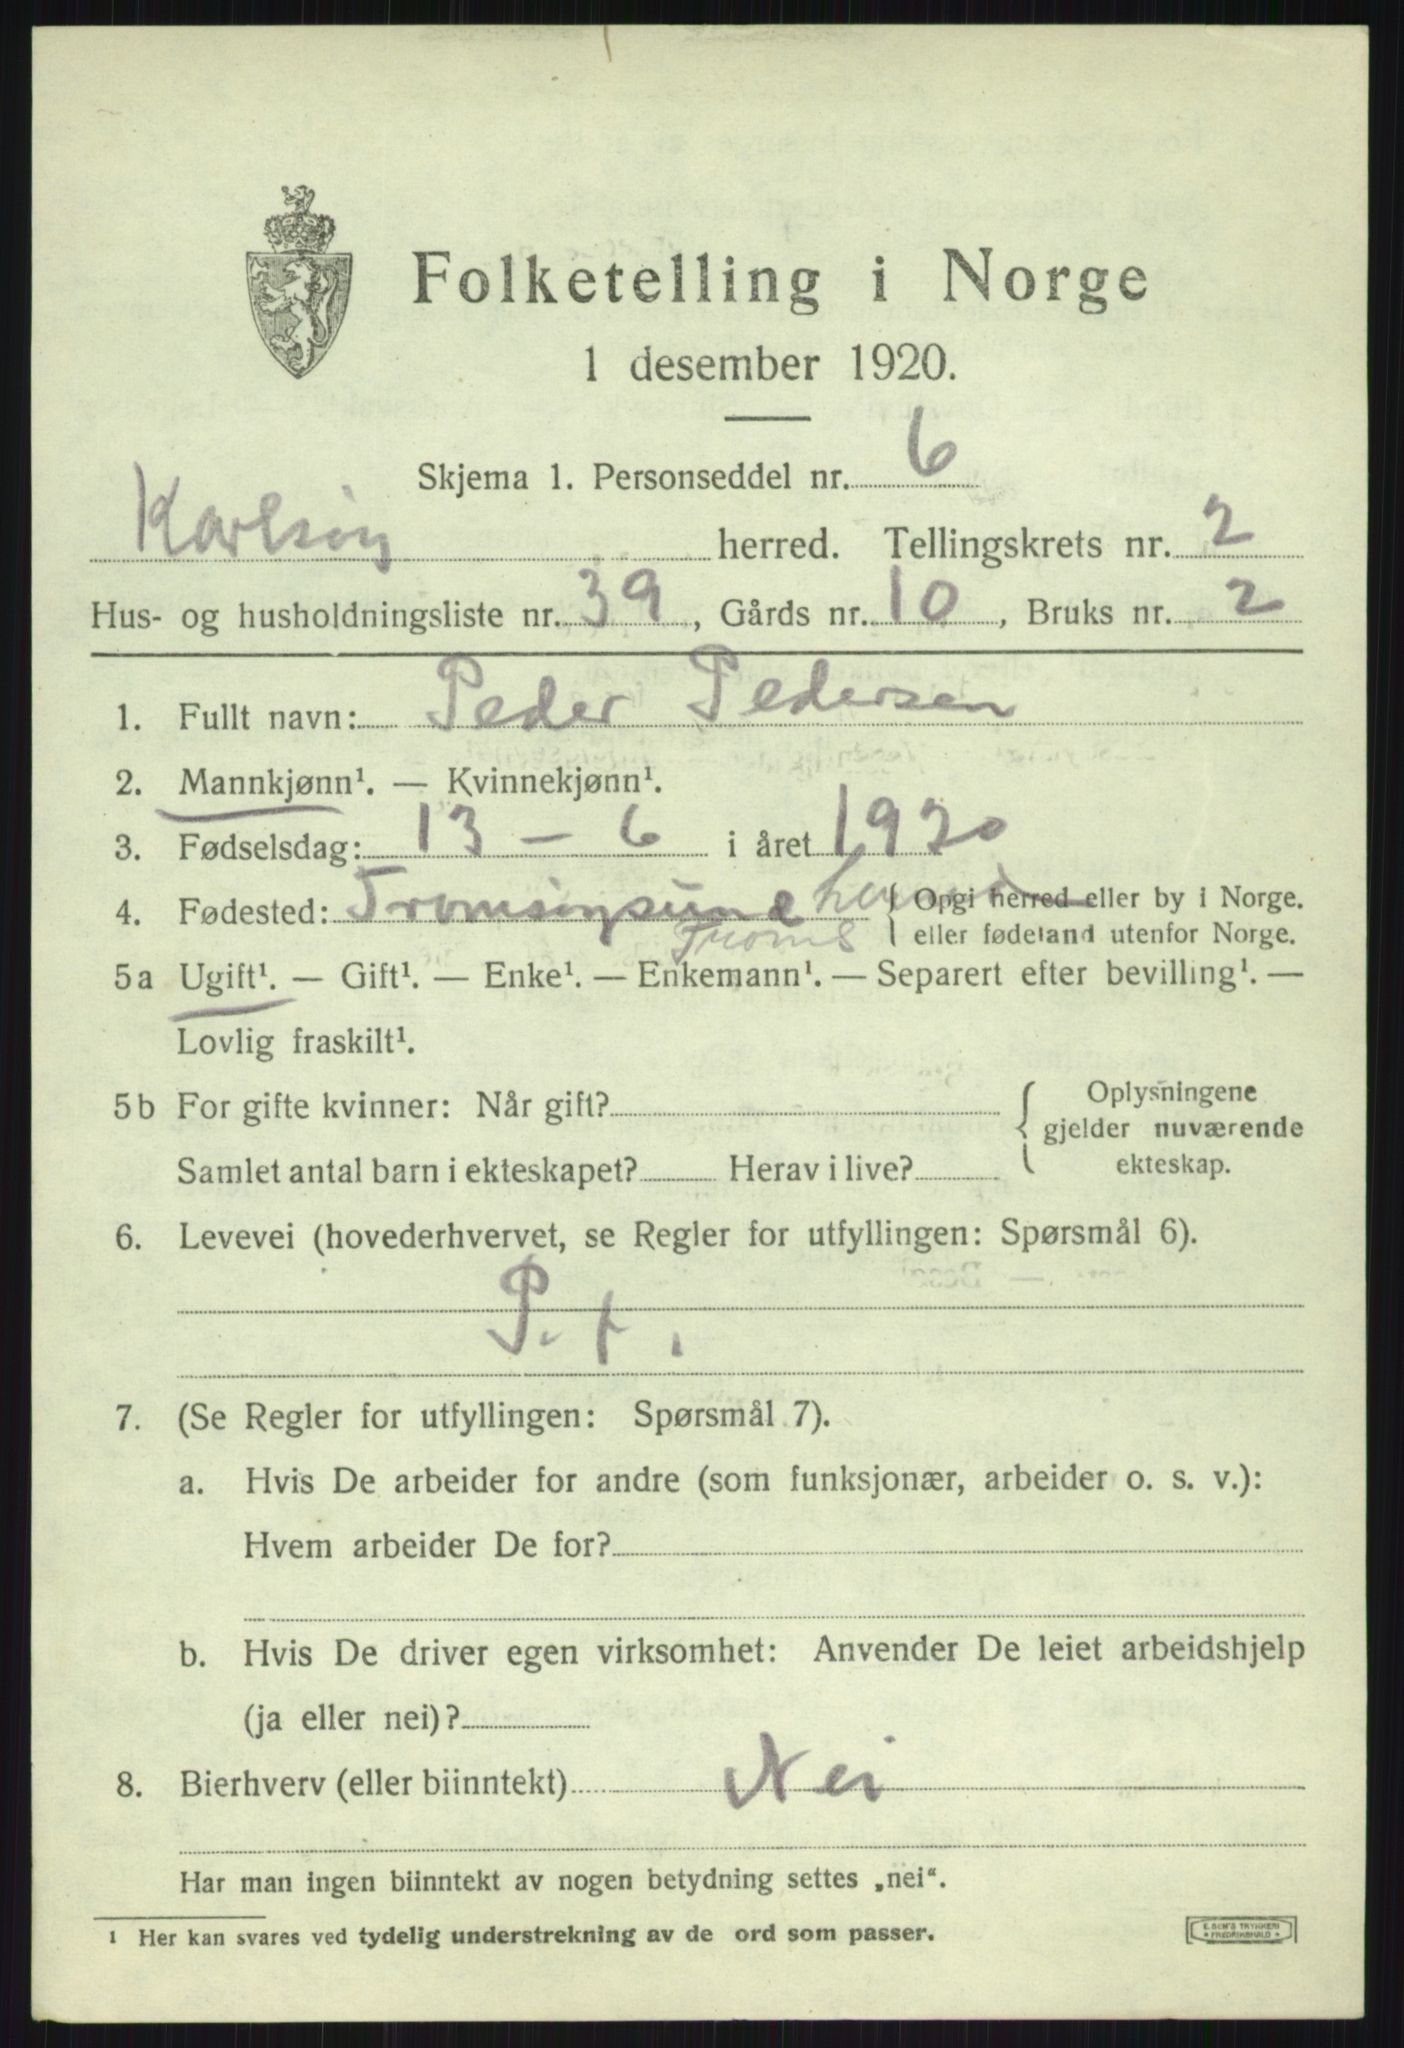 Folketelling i Norge
1 desember 1920.
Skjema 1. Personseddel nr. 6
Karlsöy herred. Tellingskrets nr. 2
Hus- og husholdningsliste nr. 39, Gårds nr. 10, Bruks nr. 2
1. Fullt navn: Peder Pedersen
2. Mannkjønn¹. — Kvinnekjønn¹.
3. Fødselsdag: 13 - 6 i året 1920
4. Fødested: Tromsöysund herred { Opgi herred eller by i Norge.
Troms eller fødeland utenfor Norge.
5a Ugift¹. — Gift¹. — Enke¹. — Enkemann¹. — Separert efter bevilling¹. —
Lovlig fraskilt¹.
5b For gifte kvinner: Når gift? { Oplysningene
gjelder nuværende
Samlet antal barn i ekteskapet? Herav i live? ekteskap.
6. Levevei (hovederhvervet, se Regler for utfyllingen: Spørsmål 6).
P. f.
7. (Se Regler for utfyllingen: Spørsmål 7).
a. Hvis De arbeider for andre (som funksjonær, arbeider o. s. v.):
Hvem arbeider De for?
b. Hvis De driver egen virksomhet: Anvender De leiet arbeidshjelp
(ja eller nei)?
8. Bierhverv (eller biinntekt) Nei
Har man ingen biinntekt av nogen betydning settes „nei“.
¹ Her kan svares ved tydelig understrekning av de ord som passer.
E. SEM'S TRYKKERI
* FREDRIKSHALD *